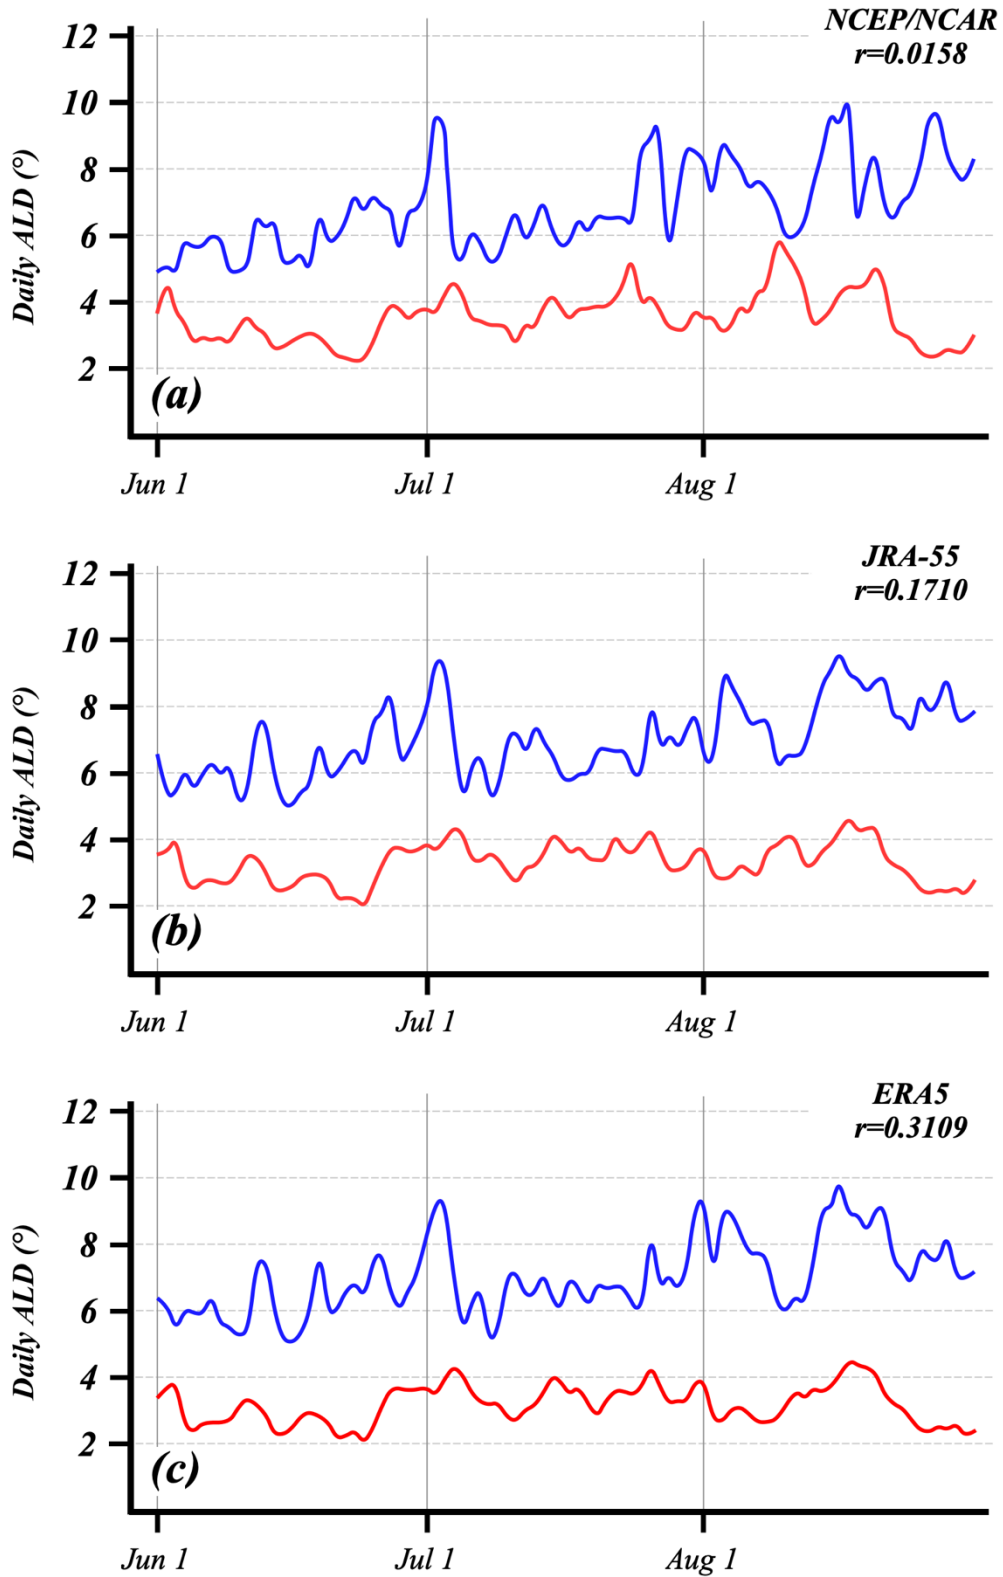 NCEP/NCAR
r=0.0158
12
10
8
6
4
2
Daily ALD (°)
(a)
Jun 1 Jul 1 Aug 1
JRA-55
r=0.1710
12
10
8
6
4
2
Daily ALD (°)
(b)
Jun 1 Jul 1 Aug 1
ERA5
r=0.3109
12
10
8
6
4
2
Daily ALD (°)
(c)
Jun 1 Jul 1 Aug 1